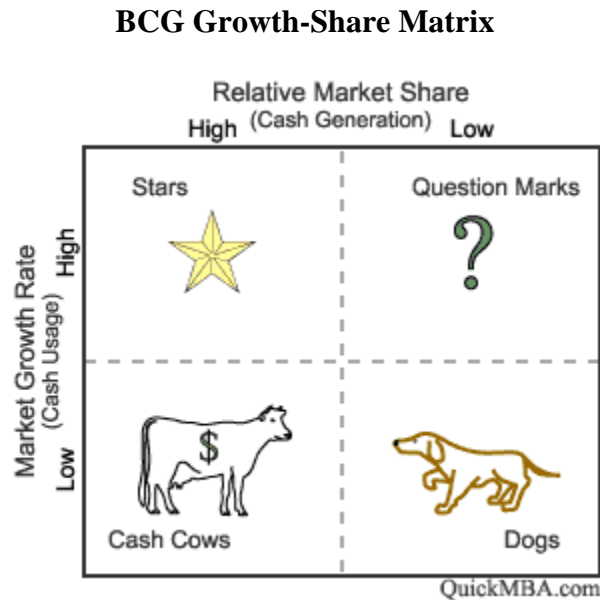 BCG Growth-Share Matrix
Relative Market Share
High (Cash Generation) Low
Stars
Question Marks
?
Market Growth Rate
(Cash Usage)
High
Low
$
Cash Cows
Dogs
QuickMBA.com